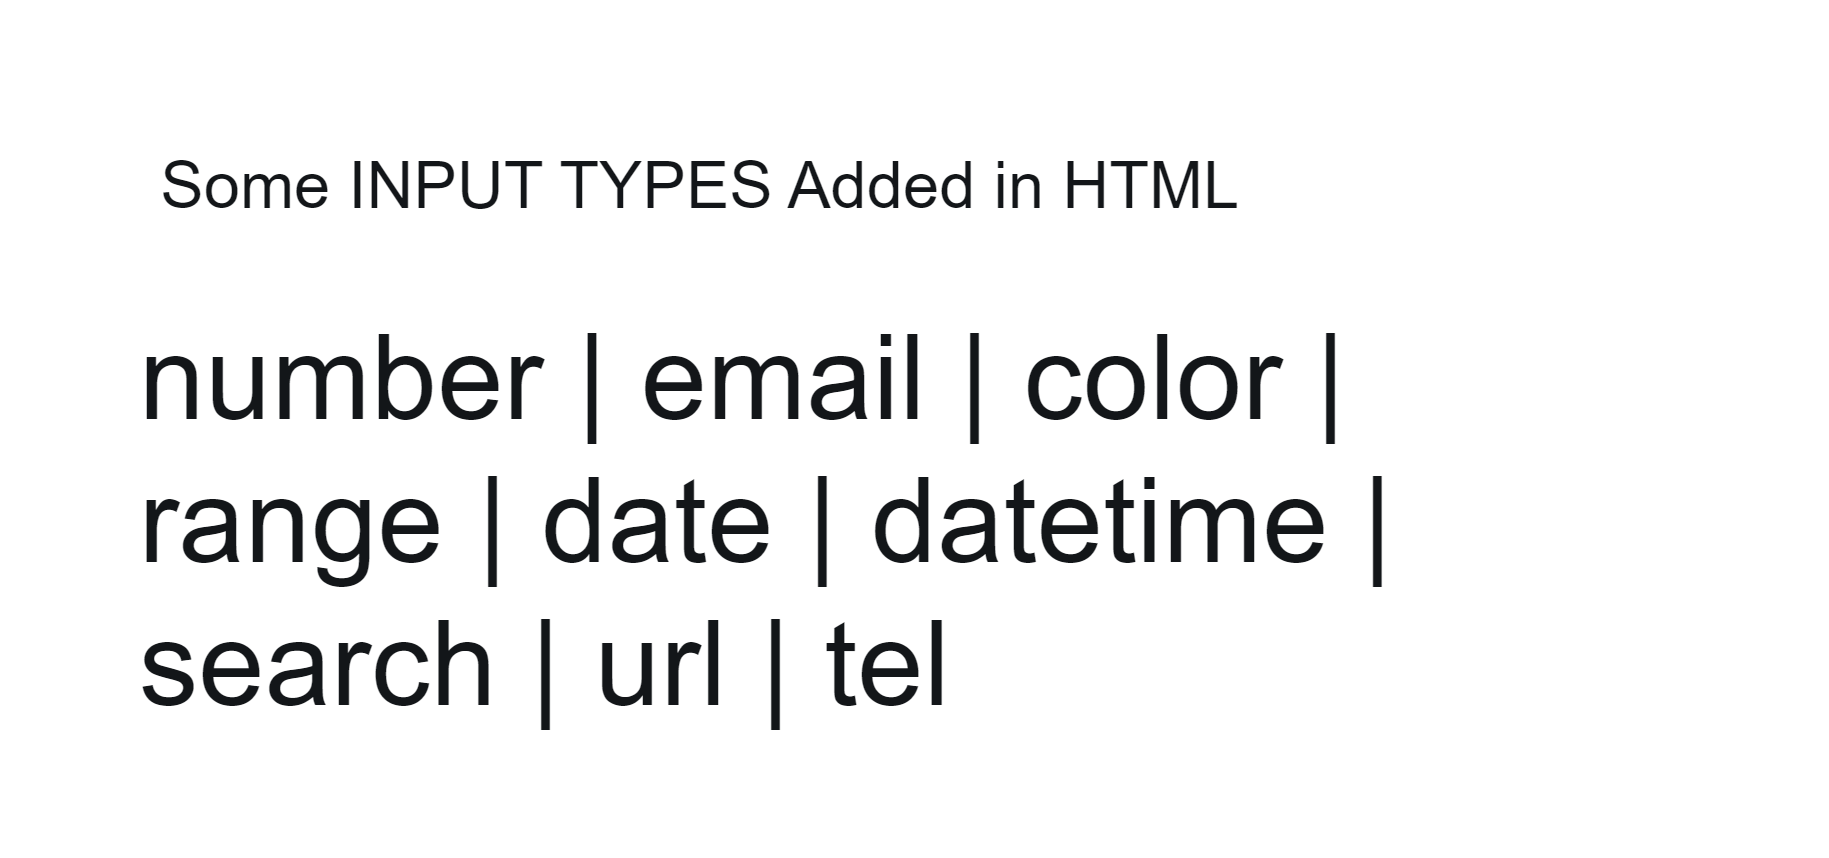 Some INPUT TYPES Added in HTML
number | email | color |
range | date | datetime |
search | url | tel